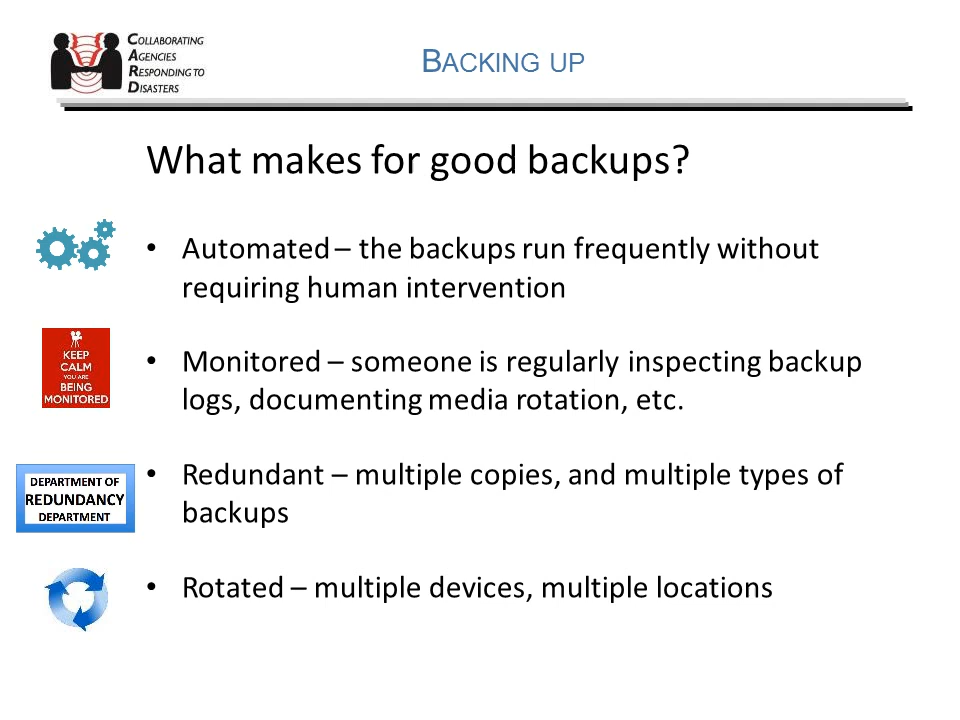 COLLABORATING
AGENCIES
RESPONDING TO
DISASTERS
BACKING UP
What makes for good backups?
• Automated – the backups run frequently without
requiring human intervention
KEEP
CALM
YOU ARE
BEING
MONITORED
• Monitored – someone is regularly inspecting backup
logs, documenting media rotation, etc.
DEPARTMENT OF
REDUNDANCY
DEPARTMENT
• Redundant – multiple copies, and multiple types of
backups
• Rotated – multiple devices, multiple locations